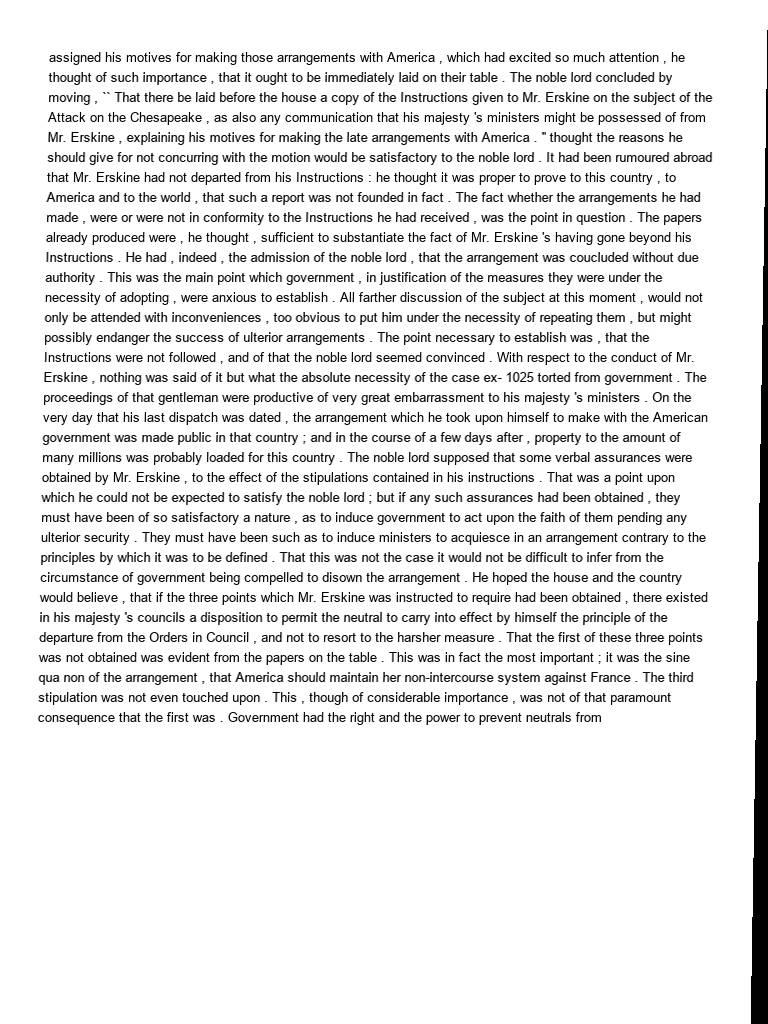 assigned his motives for making those arrangements with America , which had excited so much attention , he
thought of such importance , that it ought to be immediately laid on their table . The noble lord concluded by
moving , `` That there be laid before the house a copy of the Instructions given to Mr. Erskine on the subject of the
Attack on the Chesapeake , as also any communication that his majesty 's ministers might be possessed of from
Mr. Erskine , explaining his motives for making the late arrangements with America . '' thought the reasons he
should give for not concurring with the motion would be satisfactory to the noble lord . It had been rumoured abroad
that Mr. Erskine had not departed from his Instructions : he thought it was proper to prove to this country , to
America and to the world , that such a report was not founded in fact . The fact whether the arrangements he had
made , were or were not in conformity to the Instructions he had received , was the point in question . The papers
already produced were , he thought , sufficient to substantiate the fact of Mr. Erskine 's having gone beyond his
Instructions . He had , indeed , the admission of the noble lord , that the arrangement was coucluded without due
authority . This was the main point which government , in justification of the measures they were under the
necessity of adopting , were anxious to establish . All farther discussion of the subject at this moment , would not
only be attended with inconveniences , too obvious to put him under the necessity of repeating them , but might
possibly endanger the success of ulterior arrangements . The point necessary to establish was , that the
Instructions were not followed , and of that the noble lord seemed convinced . With respect to the conduct of Mr.
Erskine , nothing was said of it but what the absolute necessity of the case ex- 1025 torted from government . The
proceedings of that gentleman were productive of very great embarrassment to his majesty 's ministers . On the
very day that his last dispatch was dated , the arrangement which he took upon himself to make with the American
government was made public in that country ; and in the course of a few days after , property to the amount of
many millions was probably loaded for this country . The noble lord supposed that some verbal assurances were
obtained by Mr. Erskine , to the effect of the stipulations contained in his instructions . That was a point upon
which he could not be expected to satisfy the noble lord ; but if any such assurances had been obtained , they
must have been of so satisfactory a nature , as to induce government to act upon the faith of them pending any
ulterior security . They must have been such as to induce ministers to acquiesce in an arrangement contrary to the
principles by which it was to be defined . That this was not the case it would not be difficult to infer from the
circumstance of government being compelled to disown the arrangement . He hoped the house and the country
would believe , that if the three points which Mr. Erskine was instructed to require had been obtained , there existed
in his majesty 's councils a disposition to permit the neutral to carry into effect by himself the principle of the
departure from the Orders in Council , and not to resort to the harsher measure . That the first of these three points
was not obtained was evident from the papers on the table . This was in fact the most important ; it was the sine
qua non of the arrangement , that America should maintain her non-intercourse system against France . The third
stipulation was not even touched upon . This , though of considerable importance , was not of that paramount
consequence that the first was . Government had the right and the power to prevent neutrals from